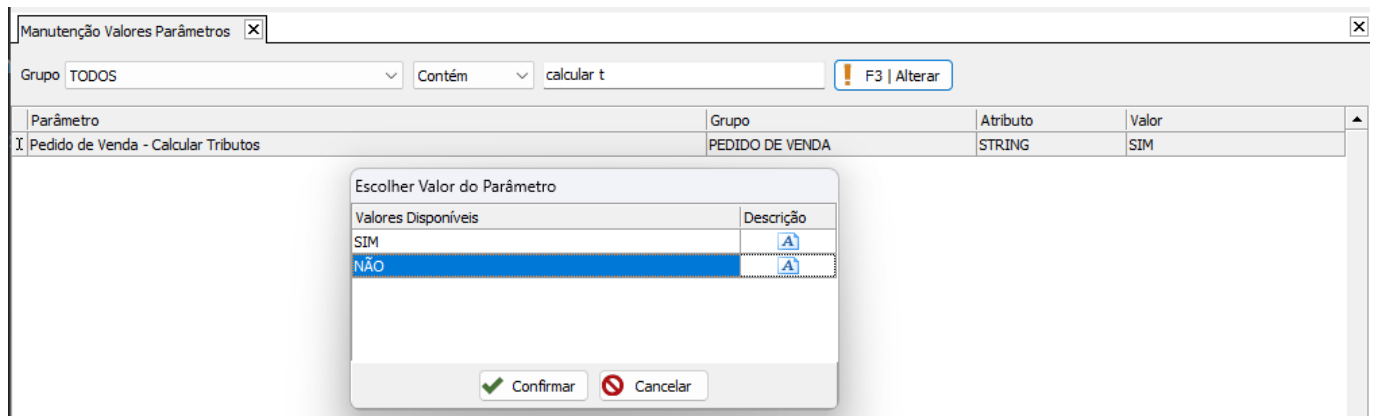 Manutenção Valores Parâmetros
Grupo TODOS Contém calcular t F3 | Alterar
Parâmetro Grupo Atributo Valor
Pedido de Venda - Calcular Tributos PEDIDO DE VENDA STRING SIM
Escolher Valor do Parâmetro
Valores Disponíveis Descrição
SIM
NÃO
Confirmar Cancelar